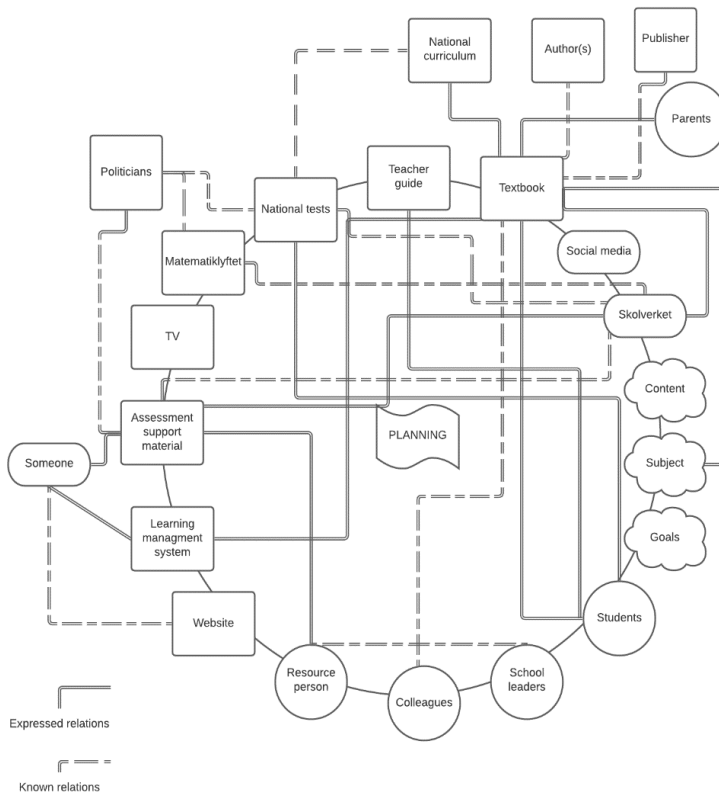 National
curriculum
Author(s)
Publisher
Parents
Politicians
Teacher
guide
Textbook
National tests
Social media
Matematiklyftet
Skolverket
TV
Content
Assessment
support
material
PLANNING
Someone
Subject
Learning
managment
system
Goals
Website
Students
Resource
person
School
leaders
Colleagues
Expressed relations
Known relations